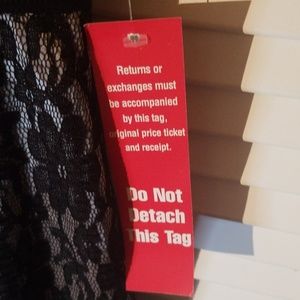 Returns or
exchanges must
be accompanied
by this tag,
original price ticket
and receipt.
Do Not
Detach
This Tag